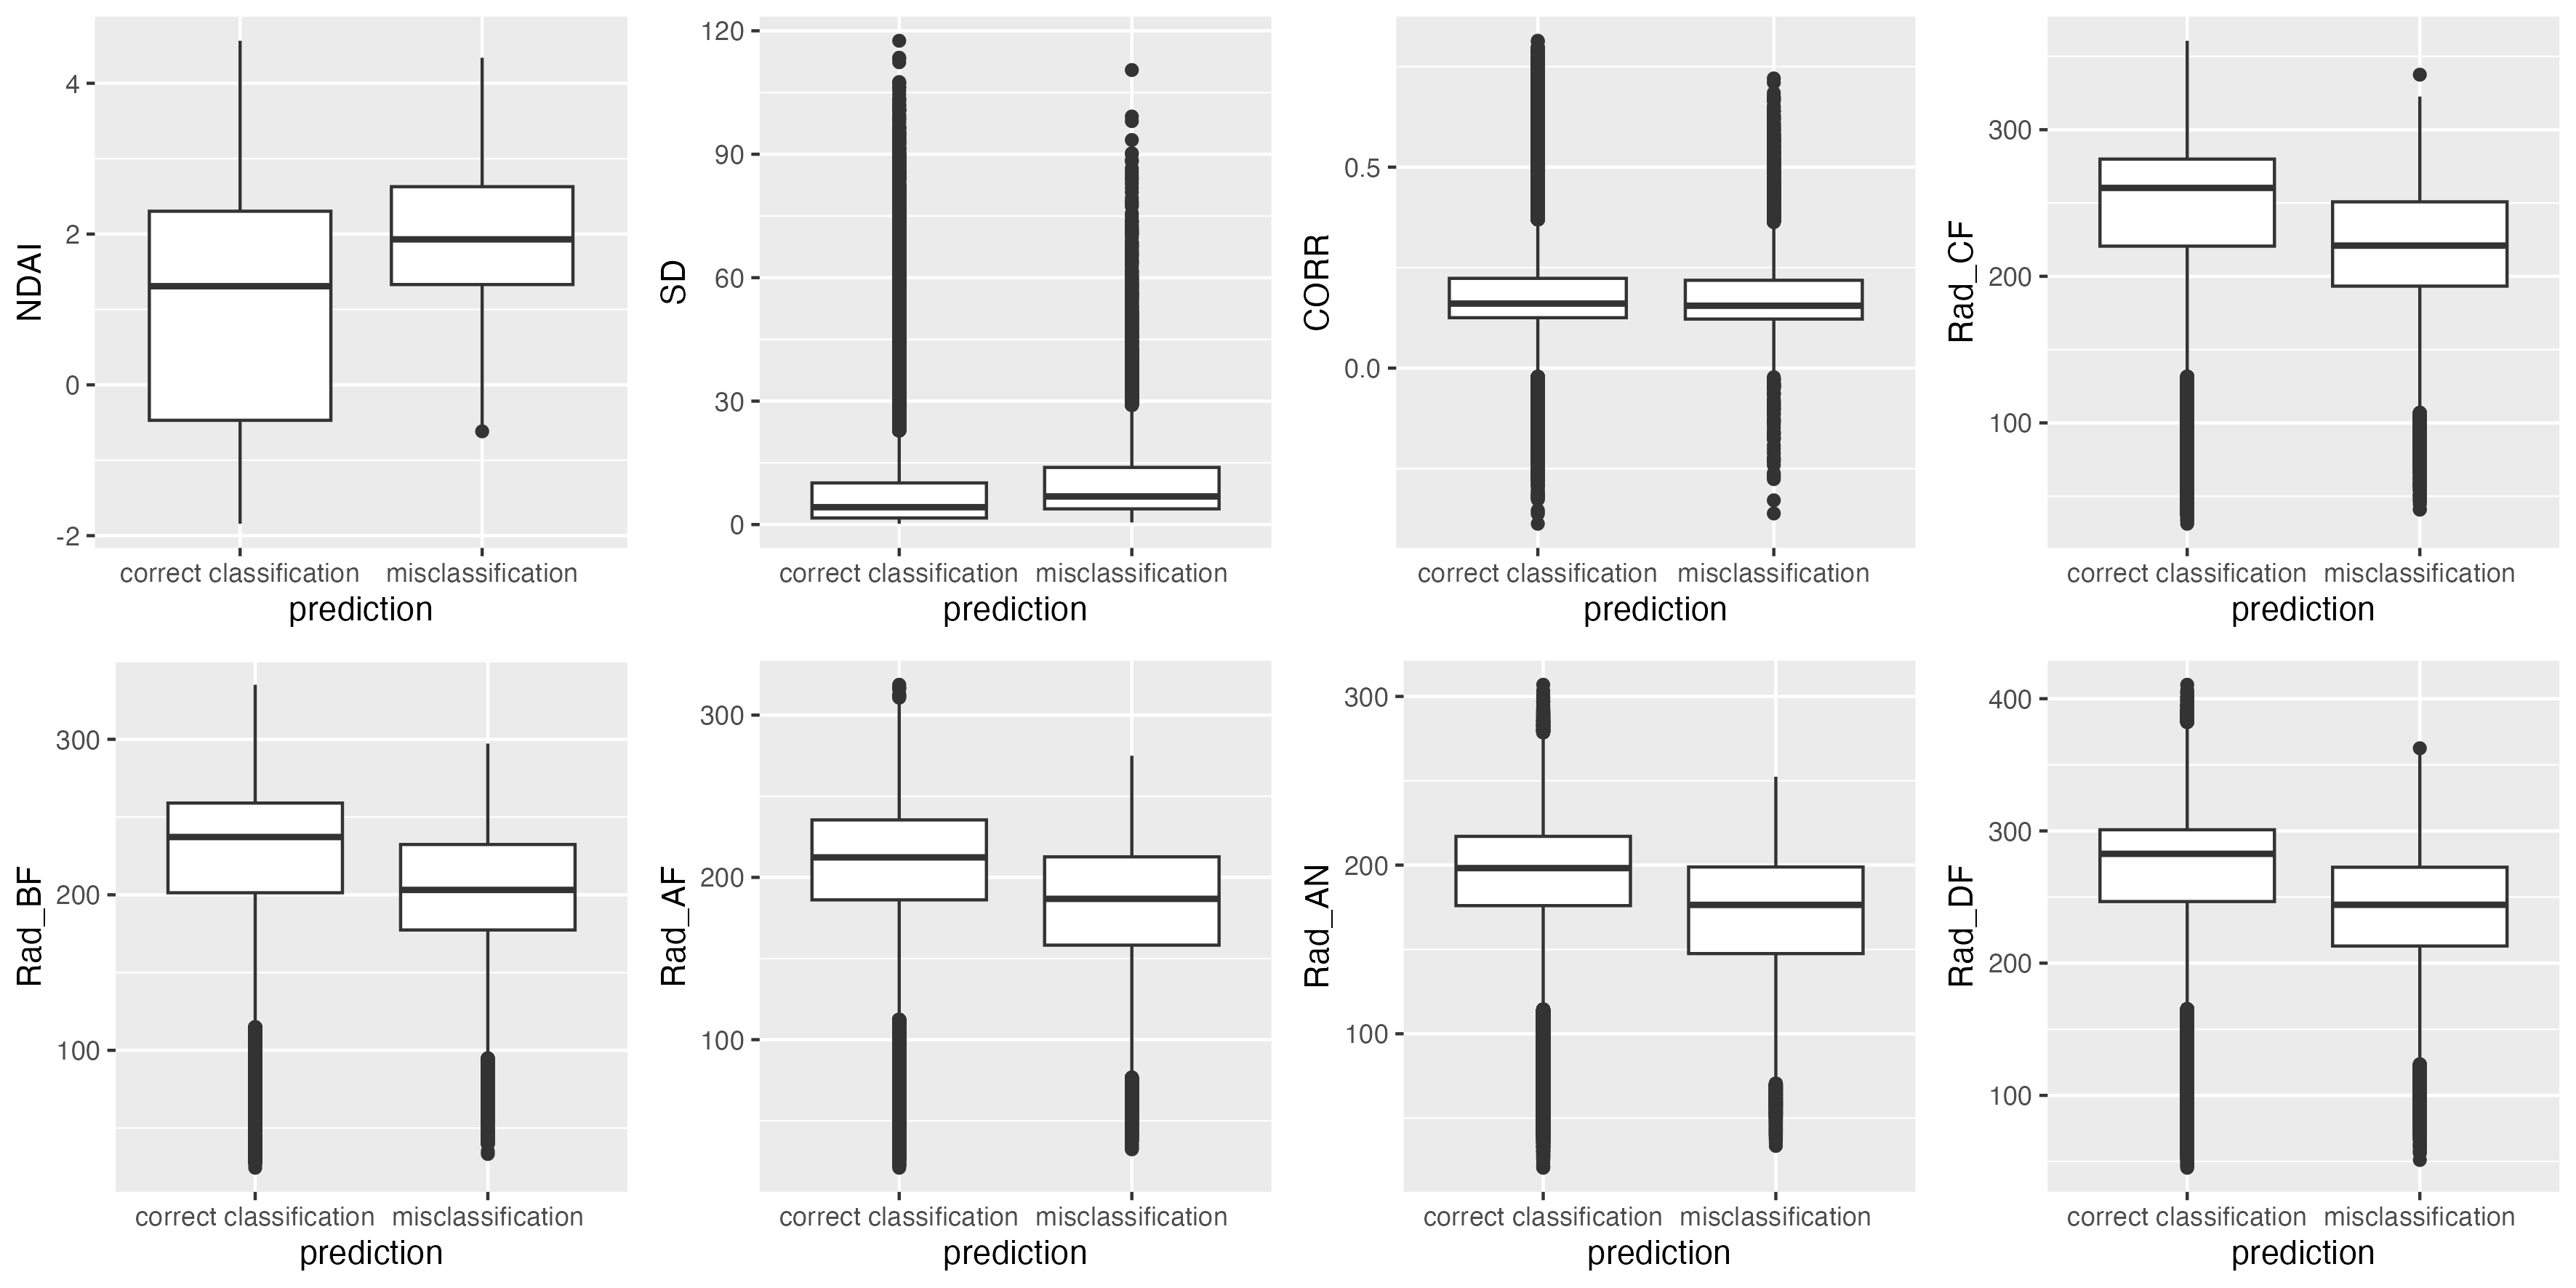 NDAI
4
2
0
-2
correct classification misclassification
prediction
SD
120
90
60
30
0
correct classification misclassification
prediction
CORR
0.5
0.0
correct classification misclassification
prediction
Rad_CF
300
200
100
correct classification misclassification
prediction
Rad_BF
300
200
100
correct classification misclassification
prediction
Rad_AF
300
200
100
correct classification misclassification
prediction
Rad_AN
300
200
100
correct classification misclassification
prediction
Rad_DF
400
300
200
100
correct classification misclassification
prediction